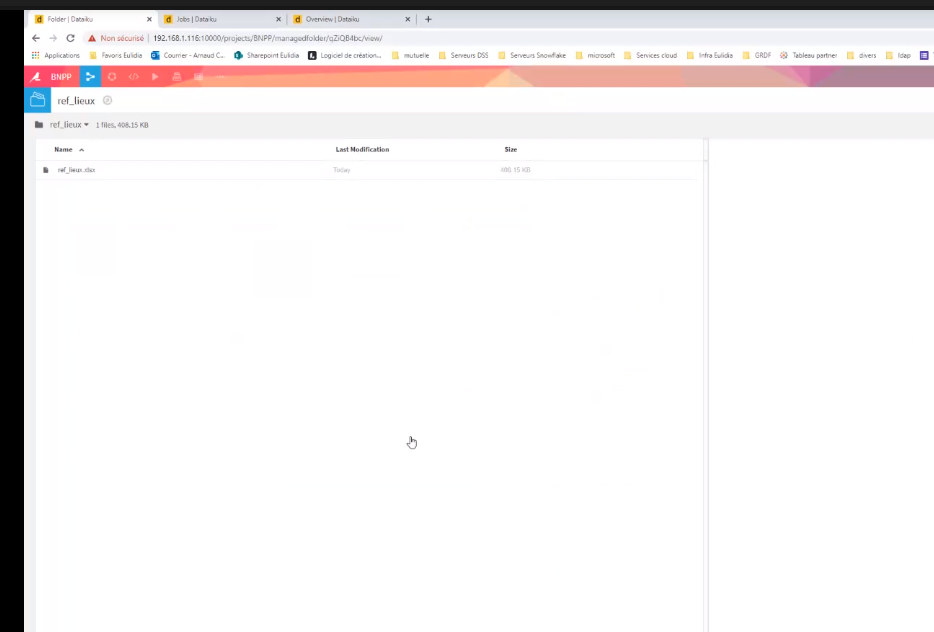 Folder | Dataiku
Jobs | Dataiku
Overview | Dataiku
Non sécurisé | 192.168.1.116:10000/projects/BNPP/managedfolder/qZiQB4bc/view/
Applications Favoris Eulidia Courrier - Arnaud C... Sharepoint Eulidia Logiciel de création... mutuelle Serveurs DSS Serveurs Snowflake microsoft Services cloud Infra Eulidia GRDF Tableau partner divers ldap
BNPP
ref_lieux
ref_lieux 1 files, 408.15 KB
Name Last Modification Size
ref_lieux.xlsx Today 408.15 KB